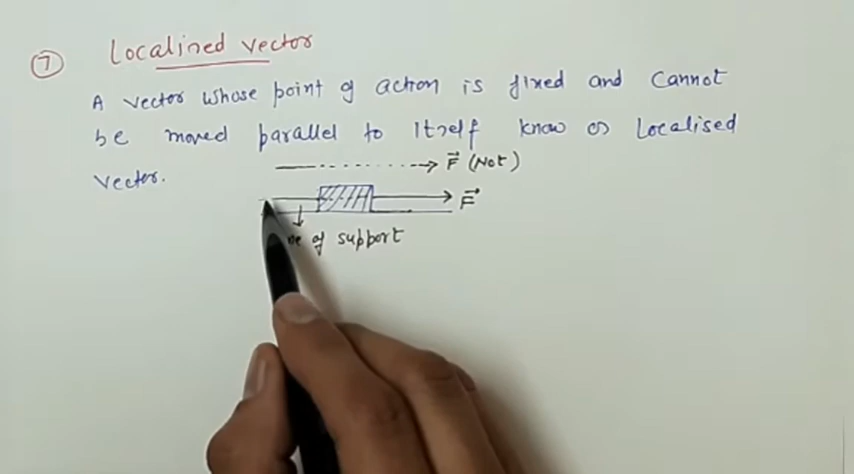 7 Localined vector
A vector whose point of action is fixed and cannot
be moved parallel to itself know as Localised
vector.
F (Not)
F
of support